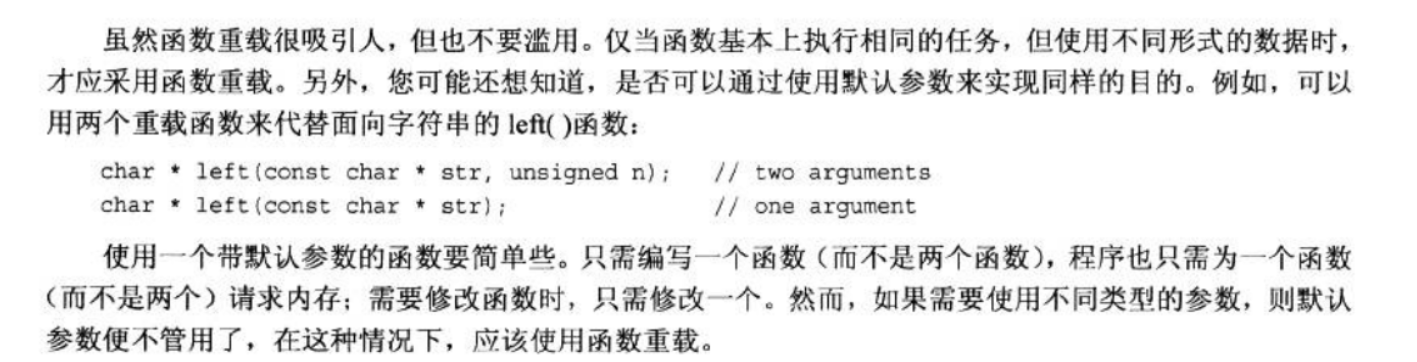 虽然函数重载很吸引人，但也不要滥用。仅当函数基本上执行相同的任务，但使用不同形式的数据时，
才应采用函数重载。另外，您可能还想知道，是否可以通过使用默认参数来实现同样的目的。例如，可以
用两个重载函数来代替面向字符串的 left( )函数：
char * left(const char * str, unsigned n);   // two arguments
char * left(const char * str);               // one argument
使用一个带默认参数的函数要简单些。只需编写一个函数（而不是两个函数），程序也只需为一个函数
（而不是两个）请求内存；需要修改函数时，只需修改一个。然而，如果需要使用不同类型的参数，则默认
参数便不管用了，在这种情况下，应该使用函数重载。